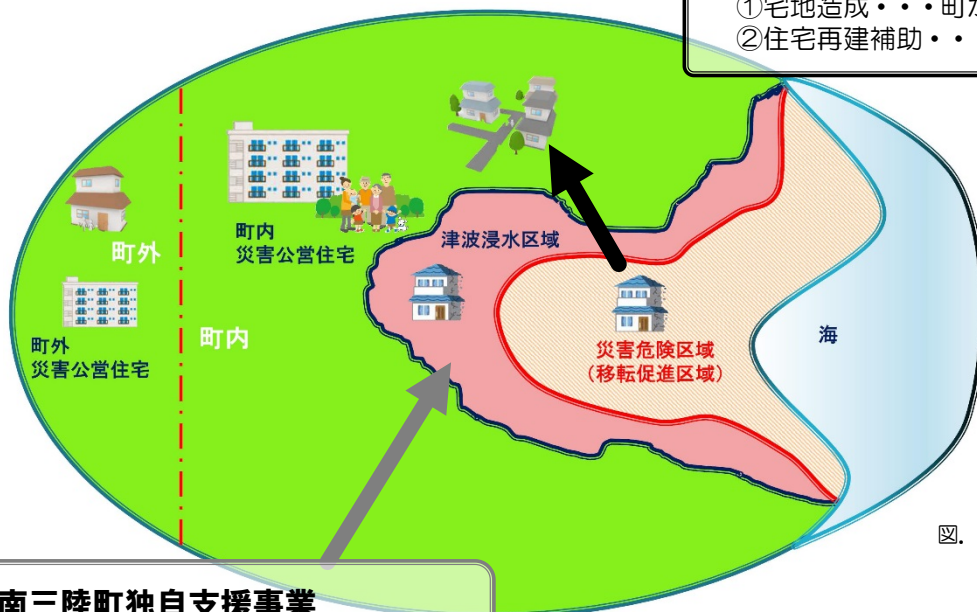 ①宅地造成・・・町
②住宅再建補助・・
町外
町内
災害公営住宅
津波浸水区域
町外
災害公営住宅
町内
災害危険区域
(移転促進区域)
海
図.
南三陸町独自支援事業